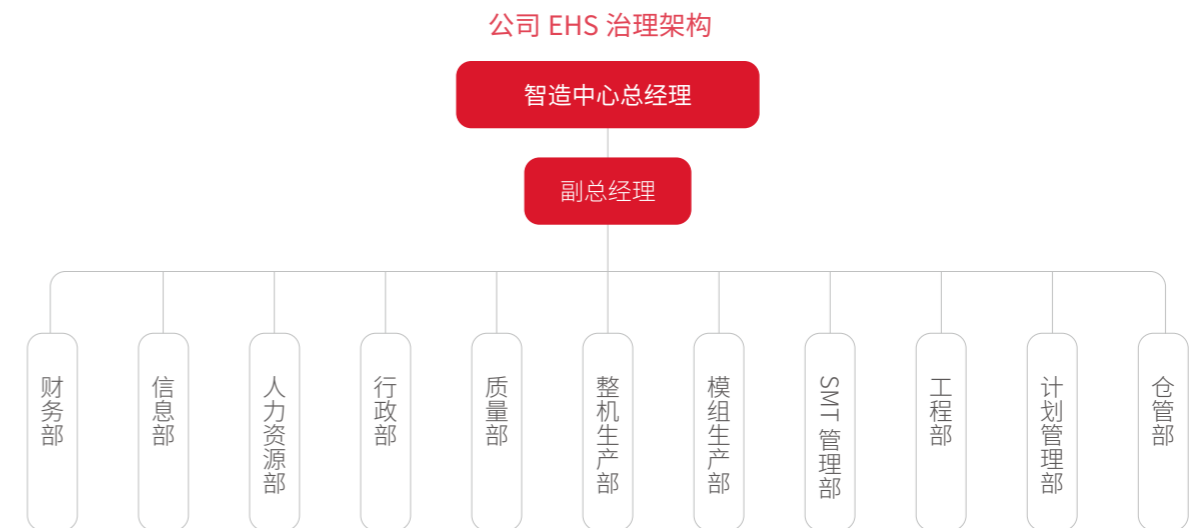 公司 EHS 治理架构
智造中心总经理
副总经理
财务部
信息部
人力资源部
行政部
质量部
整机生产部
模组生产部
SMT 管理部
工程部
计划管理部
仓管部